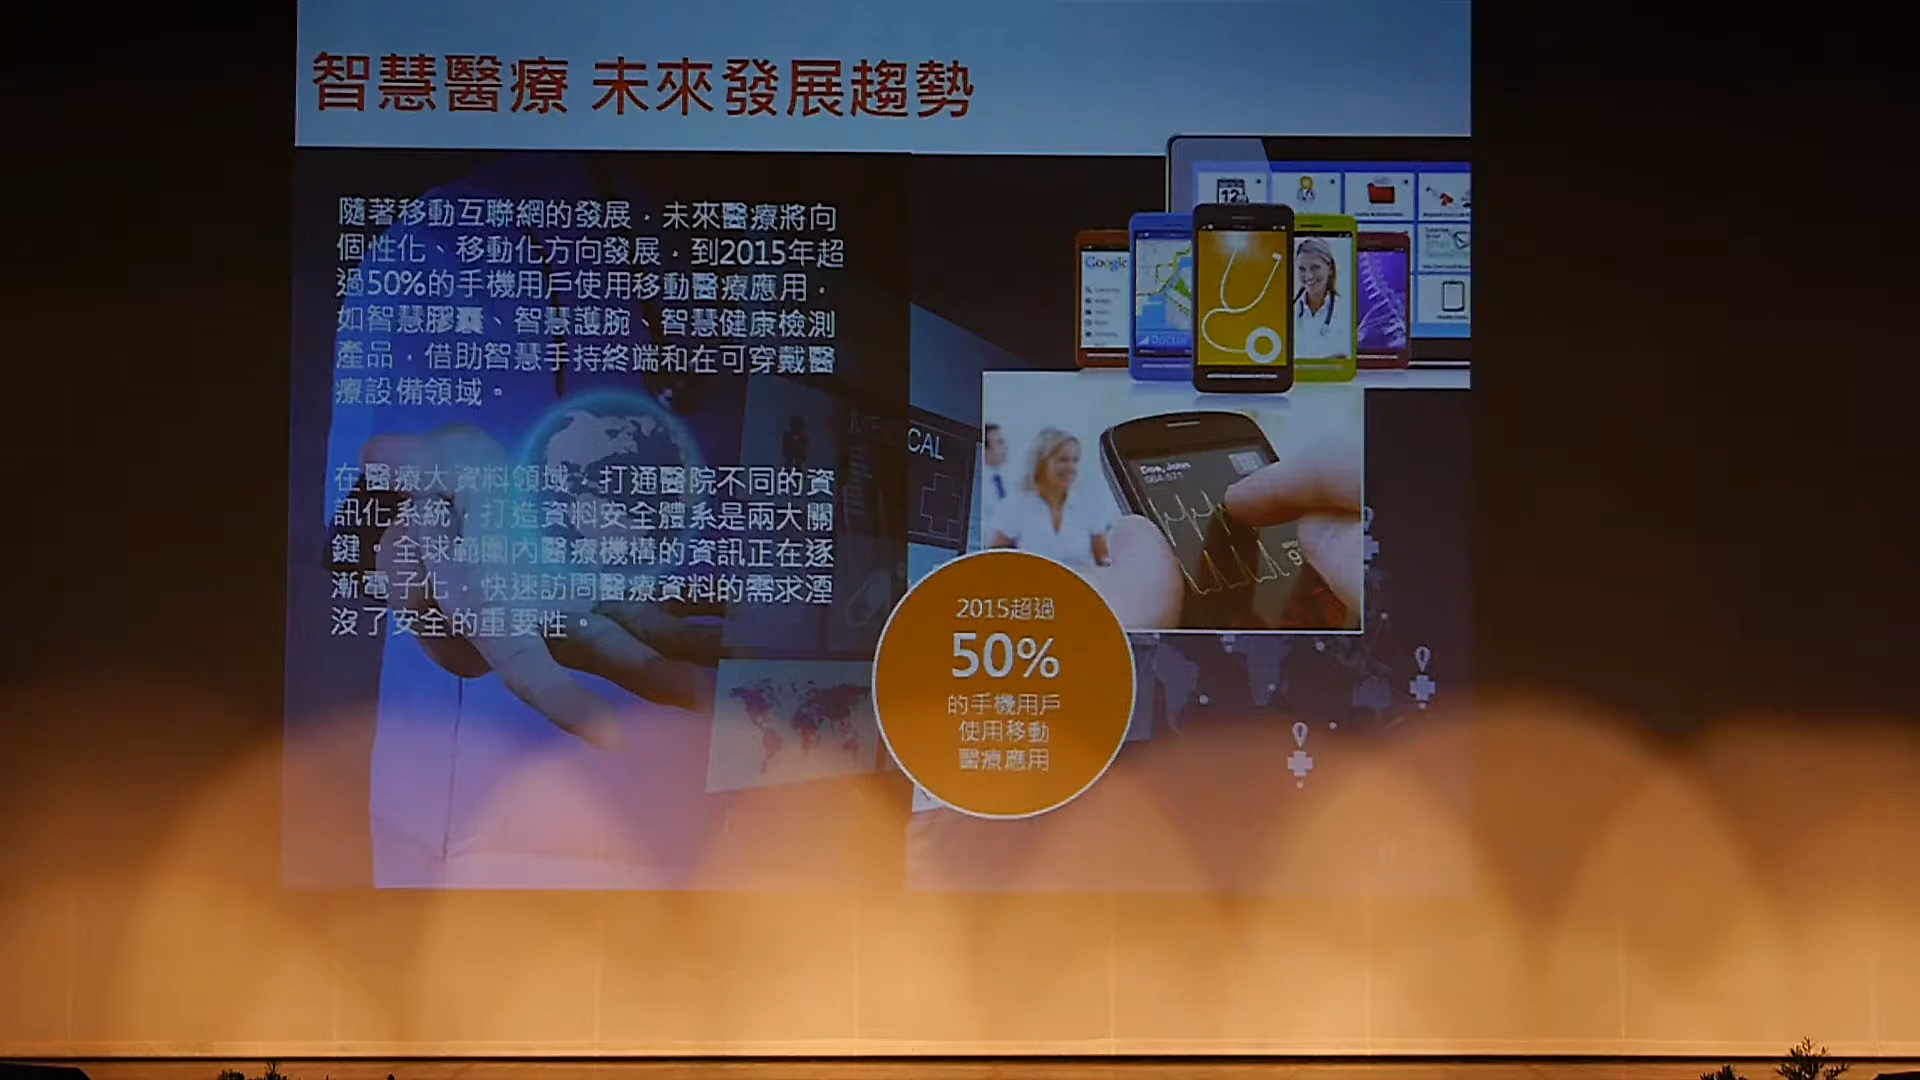 智慧醫療 未來發展趨勢
隨著移動互聯網的發展，未來醫療將向
個性化、移動化方向發展，到2015年超
過50%的手機用戶使用移動醫療應用，
如智慧膠囊、智慧護腕、智慧健康檢測
產品，借助智慧手持終端和在可穿戴醫
療設備領域。
在醫療大資料領域，打通醫院不同的資
訊化系統，打造資料安全體系是兩大關
鍵。全球範圍內醫療機構的資訊正在逐
漸電子化，快速訪問醫療資料的需求湮
沒了安全的重要性。
12
Google
Doctor
MEDICAL
Doe, John
2015超過
50%
的手機用戶
使用移動
醫療應用